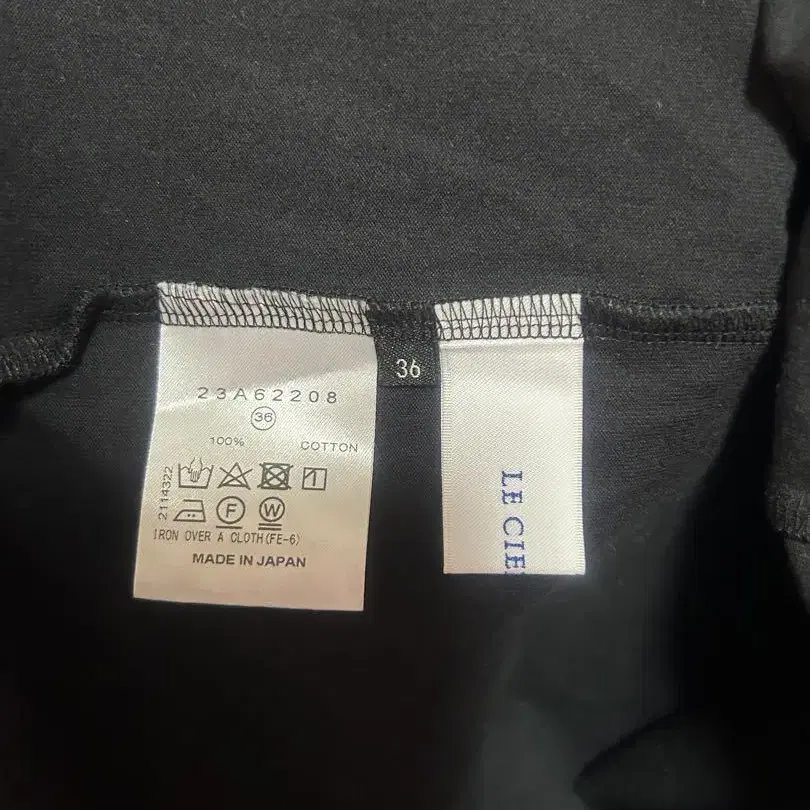 23A62208
36
100% COTTON
2114322
F W
IRON OVER A CLOTH(FE-6)
MADE IN JAPAN
36
LE CIE